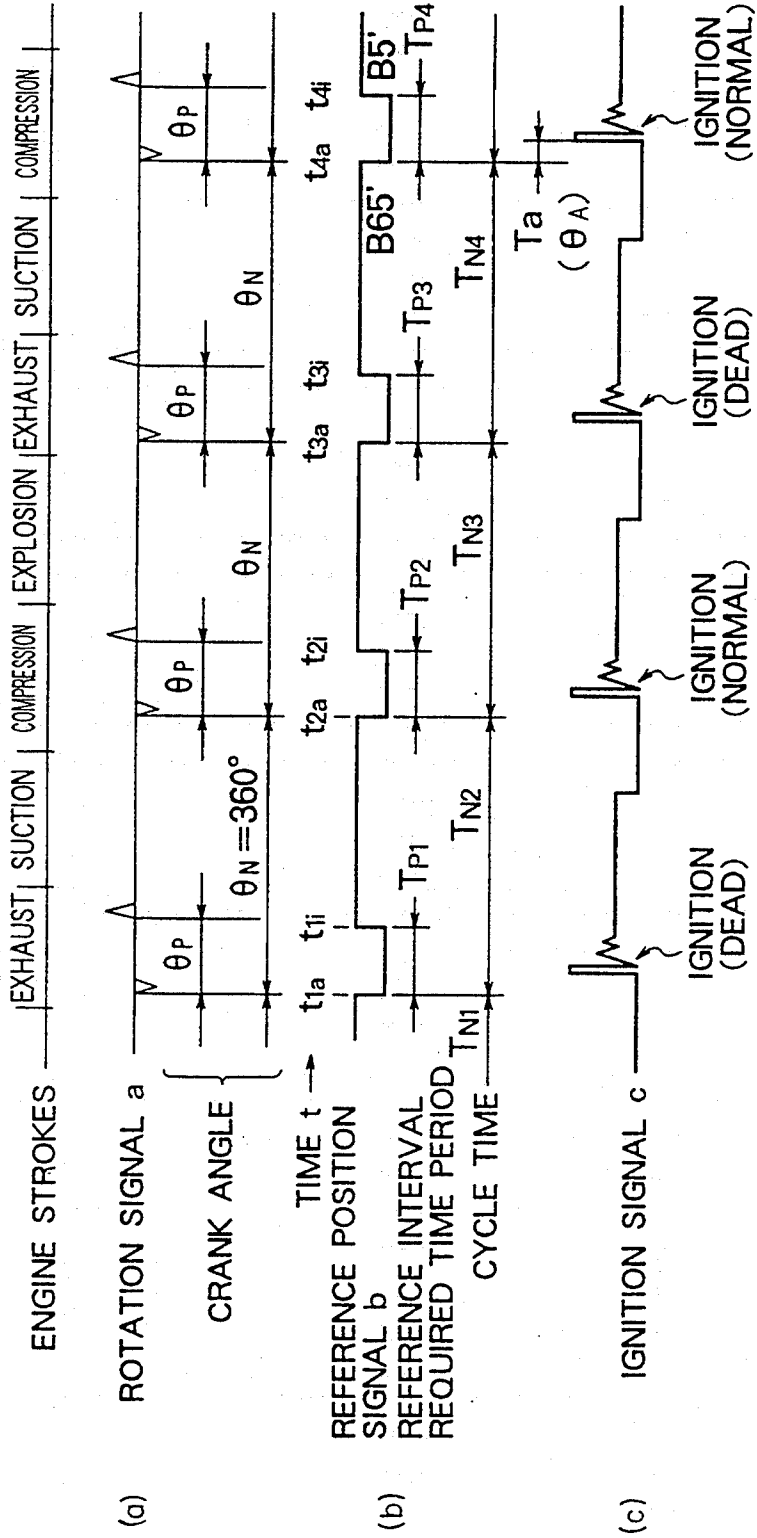 ENGINE STROKES
EXHAUST SUCTION COMPRESSION EXPLOSION EXHAUST SUCTION COMPRESSION
(a) ROTATION SIGNAL a
θP θP θP θP
CRANK ANGLE
θN=360° θN θN
TIME t
t1a t1i t2a t2i t3a t3i t4a t4i
(b) REFERENCE POSITION
SIGNAL b
B65' B5'
REFERENCE INTERVAL
REQUIRED TIME PERIOD
TP1 TP2 TP3 TP4
CYCLE TIME
TN1 TN2 TN3 TN4
Ta
(θA)
(c) IGNITION SIGNAL c
IGNITION IGNITION IGNITION IGNITION
(DEAD) (NORMAL) (DEAD) (NORMAL)